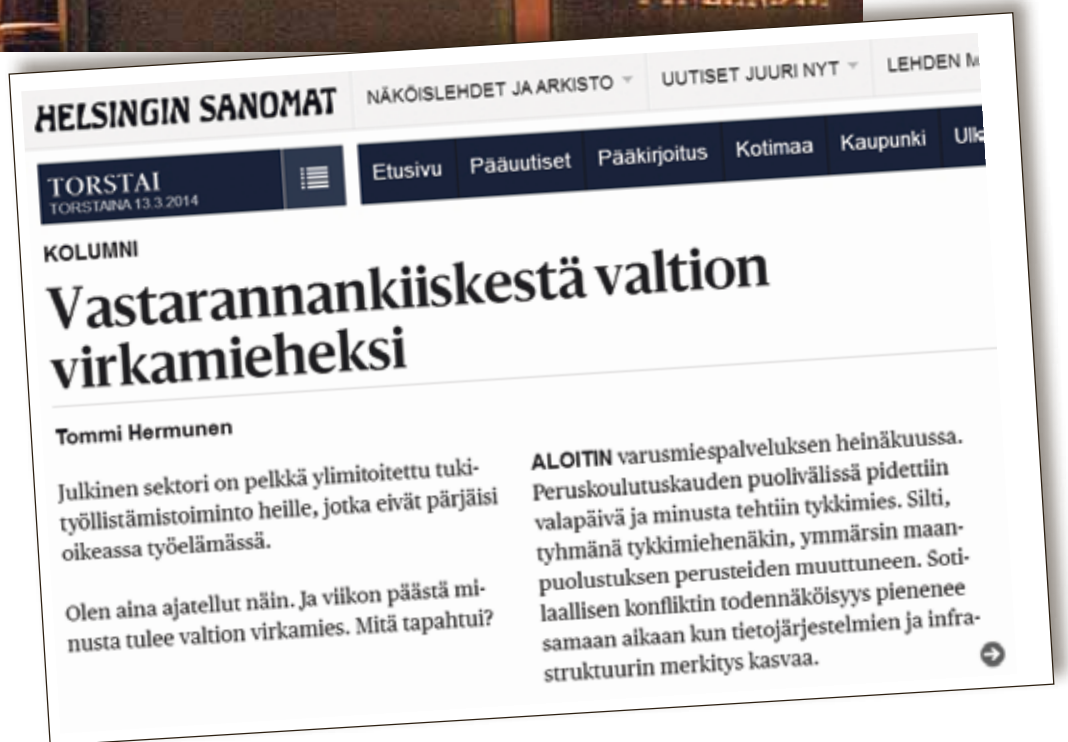 HELSINGIN SANOMAT
NÄKÖISLEHDET JA ARKISTO
UUTISET JUURI NYT
LEHDEN
TORSTAI
TORSTAINA 13.3.2014
Etusivu
Pääuutiset
Pääkirjoitus
Kotimaa
Kaupunki
KOLUMNI
Vastarannankiiskestä valtion
virkamieheksi
Tommi Hermunen
Julkinen sektori on pelkkä ylimitoitettu tuki-
työllistämistoiminto heille, jotka eivät pärjäisi
oikeassa työelämässä.
Olen aina ajatellut näin. Ja viikon päästä mi-
nusta tulee valtion virkamies. Mitä tapahtui?
ALOITIN varusmiespalveluksen heinäkuussa.
Peruskoulutuskauden puolivälissä pidettiin
valapäivä ja minusta tehtiin tykkimies. Silti,
tyhmänä tykkimiehenäkin, ymmärsin maan-
puolustuksen perusteiden muuttuneen. Soti-
laallisen konfliktin todennäköisyys pienenee
samaan aikaan kun tietojärjestelmien ja infra-
struktuurin merkitys kasvaa.